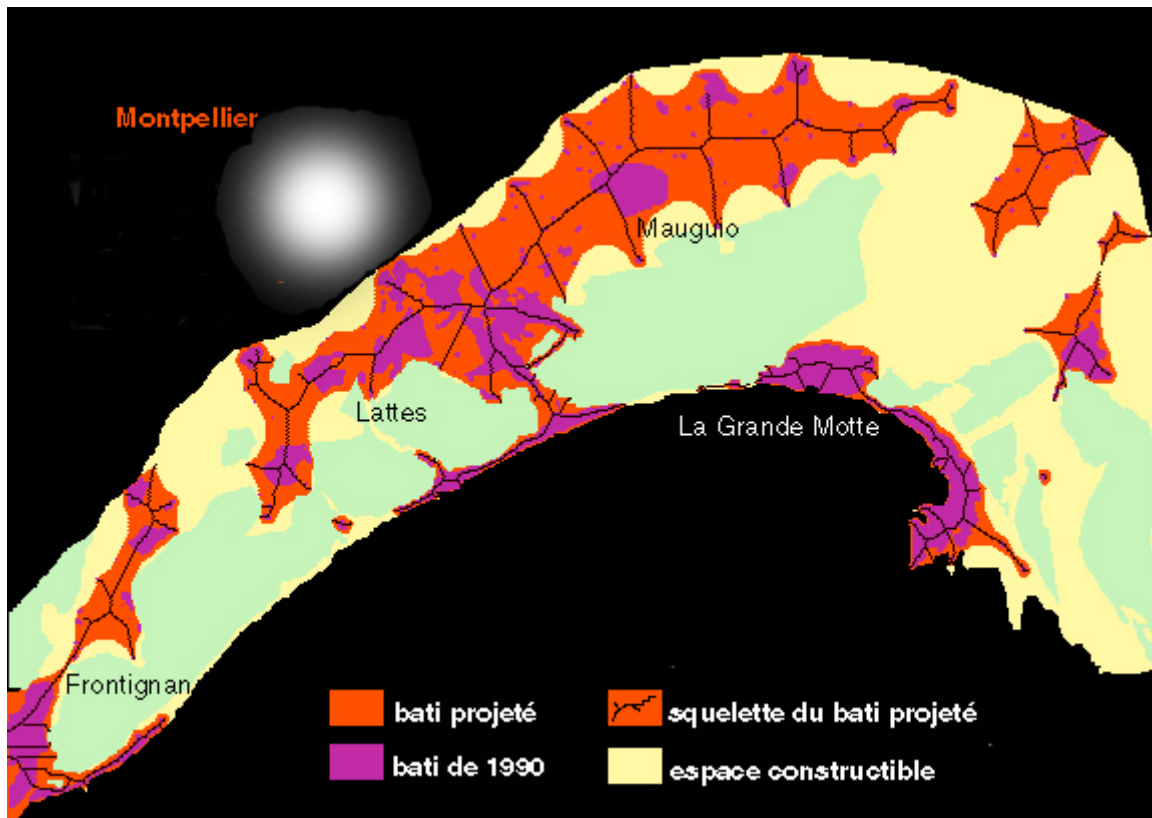 Montpellier
Mauguio
Lattes
La Grande Motte
Frontignan
bati projeté
squelette du bati projeté
bati de 1990
espace constructible